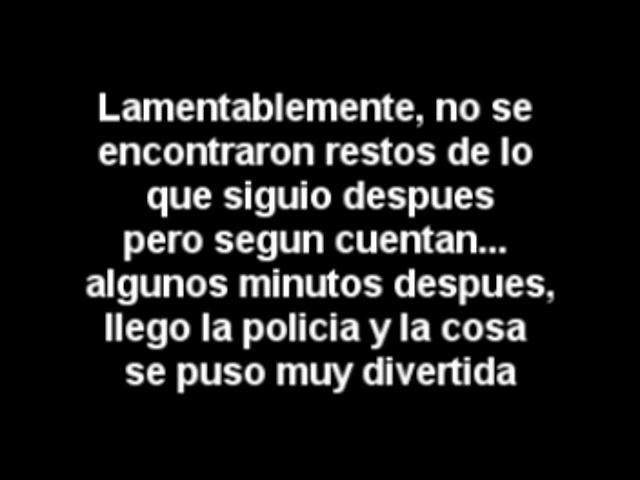 Lamentablemente, no se
encontraron restos de lo
que siguio despues
pero segun cuentan...
algunos minutos despues,
llego la policia y la cosa
se puso muy divertida